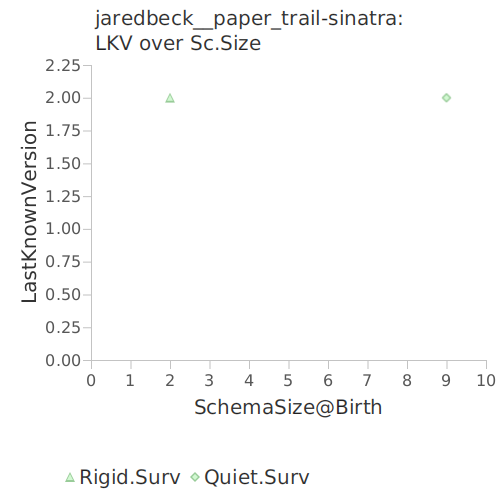 jaredbeck__paper_trail-sinatra:
LKV over Sc.Size
2.25
2.00
1.75
1.50
1.25
1.00
0.75
0.50
0.25
0.00
LastKnownVersion
0 1 2 3 4 5 6 7 8 9 10
SchemaSize@Birth
Rigid.Surv Quiet.Surv